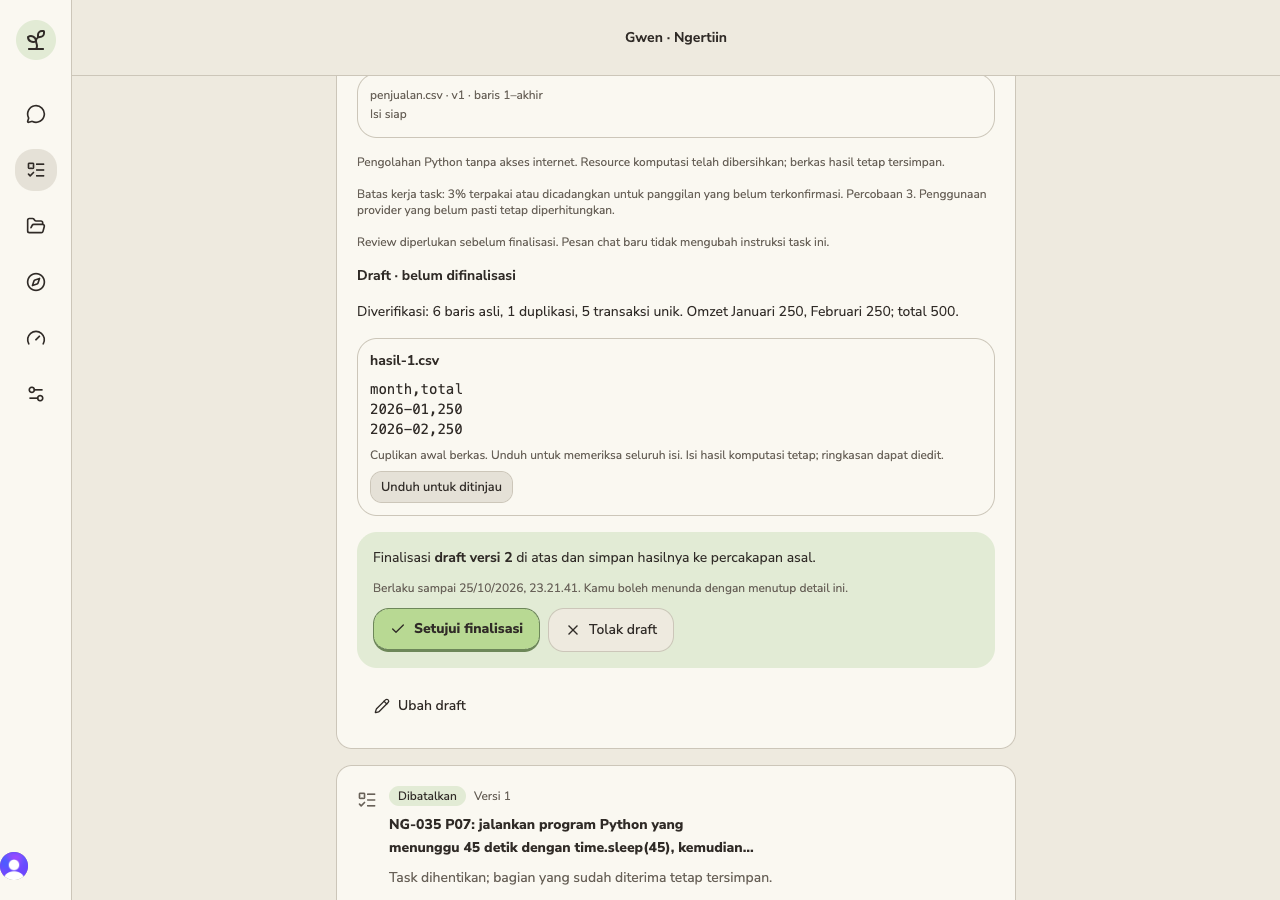 Gwen · Ngertiin
penjualan.csv · v1 · baris 1–akhir
Isi siap
Pengolahan Python tanpa akses internet. Resource komputasi telah dibersihkan; berkas hasil tetap tersimpan.
Batas kerja task: 3% terpakai atau dicadangkan untuk panggilan yang belum terkonfirmasi. Percobaan 3. Penggunaan
provider yang belum pasti tetap diperhitungkan.
Review diperlukan sebelum finalisasi. Pesan chat baru tidak mengubah instruksi task ini.
Draft · belum difinalisasi
Diverifikasi: 6 baris asli, 1 duplikasi, 5 transaksi unik. Omzet Januari 250, Februari 250; total 500.
hasil-1.csv
month,total
2026-01,250
2026-02,250
Cuplikan awal berkas. Unduh untuk memeriksa seluruh isi. Isi hasil komputasi tetap; ringkasan dapat diedit.
Unduh untuk ditinjau
Finalisasi draft versi 2 di atas dan simpan hasilnya ke percakapan asal.
Berlaku sampai 25/10/2026, 23.21.41. Kamu boleh menunda dengan menutup detail ini.
Setujui finalisasi
Tolak draft
Ubah draft
Dibatalkan
Versi 1
NG-035 P07: jalankan program Python yang
menunggu 45 detik dengan time.sleep(45), kemudian...
Task dihentikan; bagian yang sudah diterima tetap tersimpan.